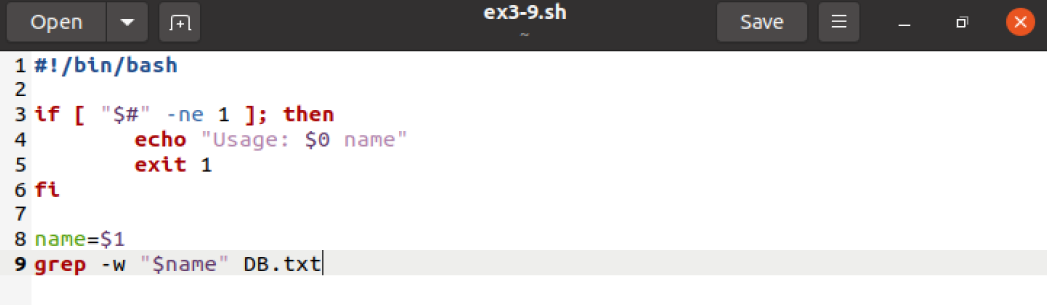 Open
ex3-9.sh
~
Save
1 #!/bin/bash
2
3 if [ "$#" -ne 1 ]; then
4         echo "Usage: $0 name"
5         exit 1
6 fi
7
8 name=$1
9 grep -w "$name" DB.txt